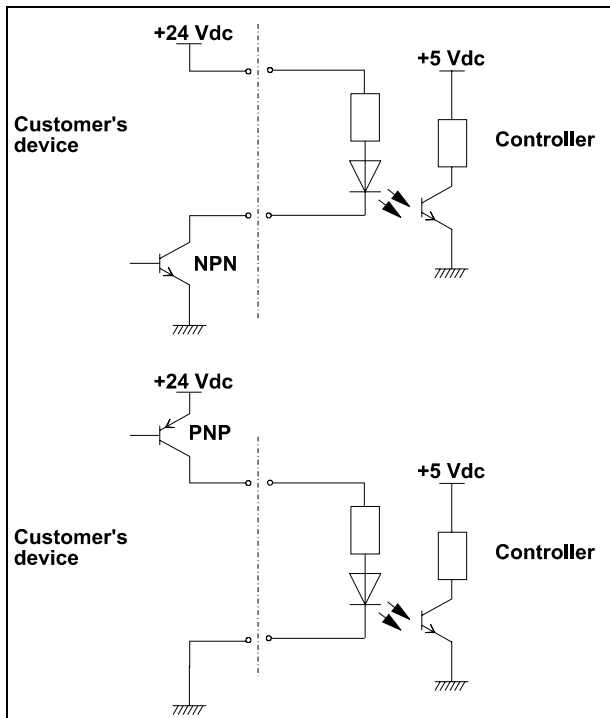 +24 Vdc
+5 Vdc
Customer's
device
Controller
NPN
+24 Vdc
PNP
+5 Vdc
Customer's
device
Controller